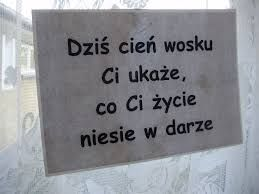 Dziś cień wosku
Ci ukaże,
co Ci życie
niesie w darze